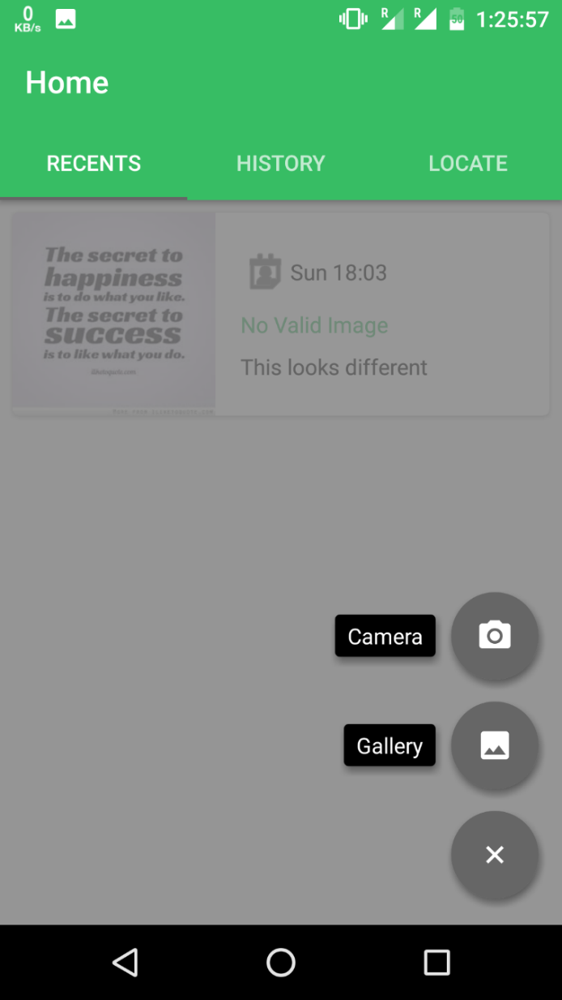 0
KB/s
R
R
50
1:25:57
Home
RECENTS
HISTORY
LOCATE
The secret to
happiness
is to do what you like.
The secret to
success
is to like what you do.
Sun 18:03
No Valid Image
This looks different
Camera
Gallery